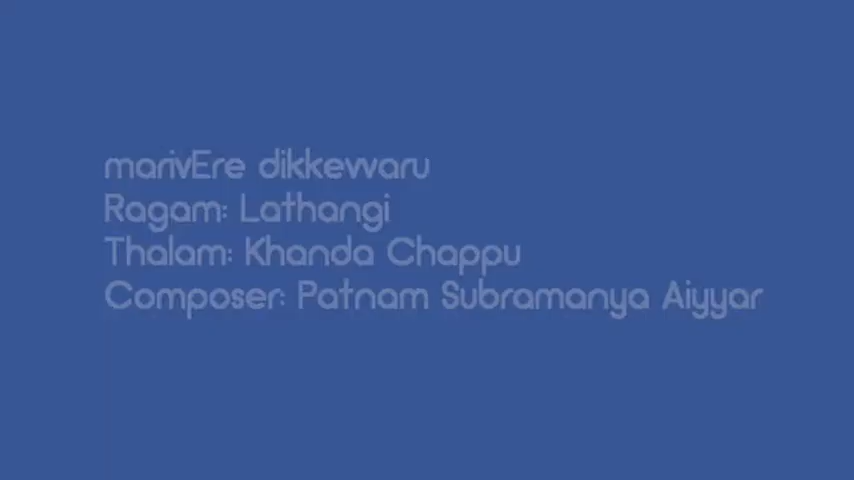 marivEre dikkevvaru
Ragam: Lathangi
Thalam: Khanda Chappu
Composer: Patnam Subramanya Aiyyar